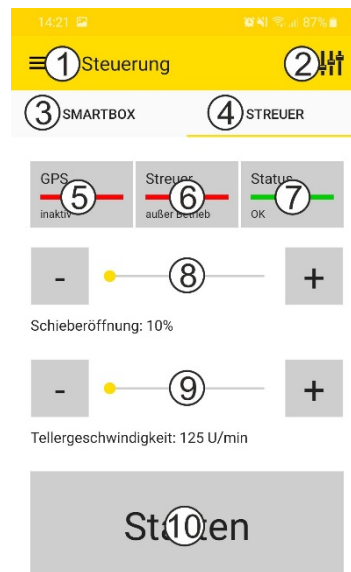 14:21 87%
1 Steuerung 2
3 SMARTBOX 4 STREUER
GPS Streuer Status
5 6 7
inaktiv außer Betrieb OK
- 8 +
Schieberöffnung: 10%
- 9 +
Tellergeschwindigkeit: 125 U/min
Starten
10